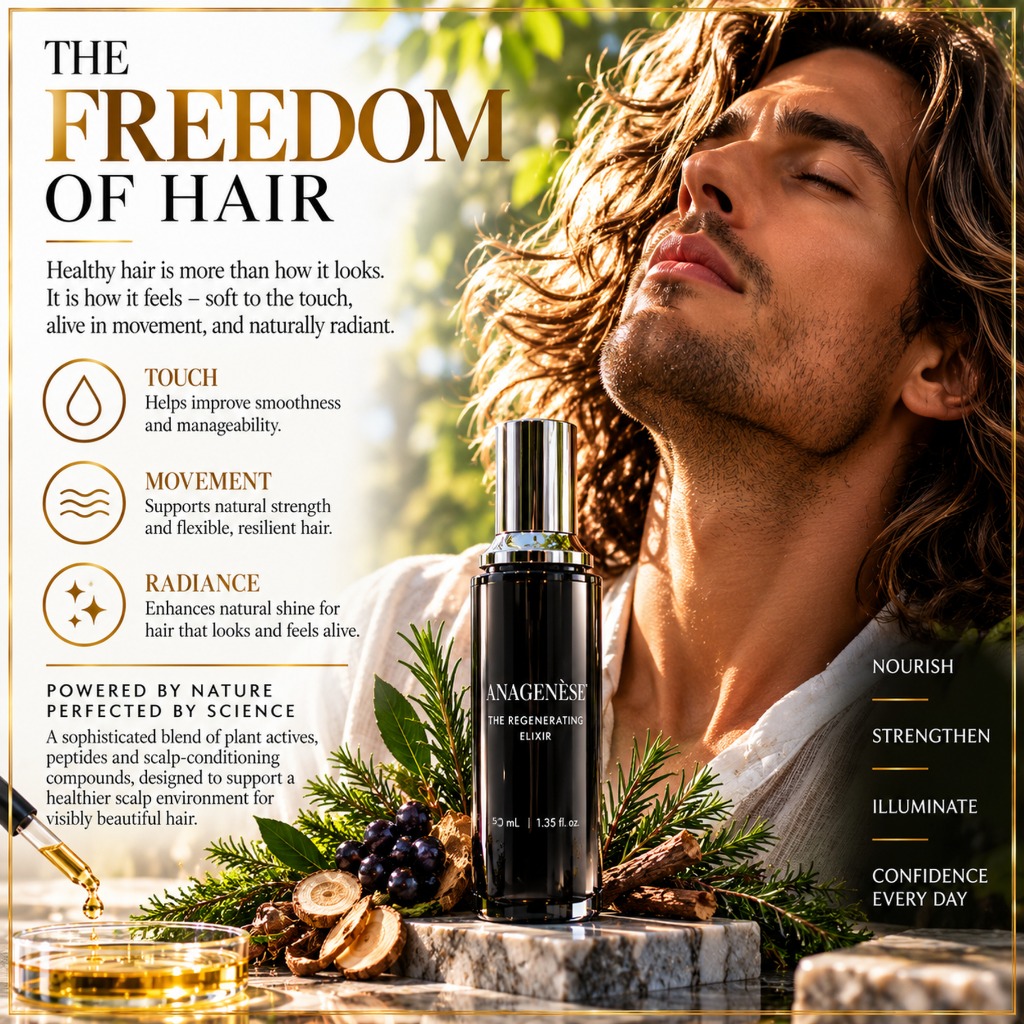 THE
FREEDOM
OF HAIR
Healthy hair is more than how it looks.
It is how it feels – soft to the touch,
alive in movement, and naturally radiant.
TOUCH
Helps improve smoothness
and manageability.
MOVEMENT
Supports natural strength
and flexible, resilient hair.
RADIANCE
Enhances natural shine for
hair that looks and feels alive.
POWERED BY NATURE
PERFECTED BY SCIENCE
A sophisticated blend of plant actives,
peptides and scalp-conditioning
compounds, designed to support a
healthier scalp environment for
visibly beautiful hair.
ANAGENÈSE
THE REGENERATING
ELIXIR
50 mL | 1.35 fl. oz.
NOURISH
STRENGTHEN
ILLUMINATE
CONFIDENCE
EVERY DAY